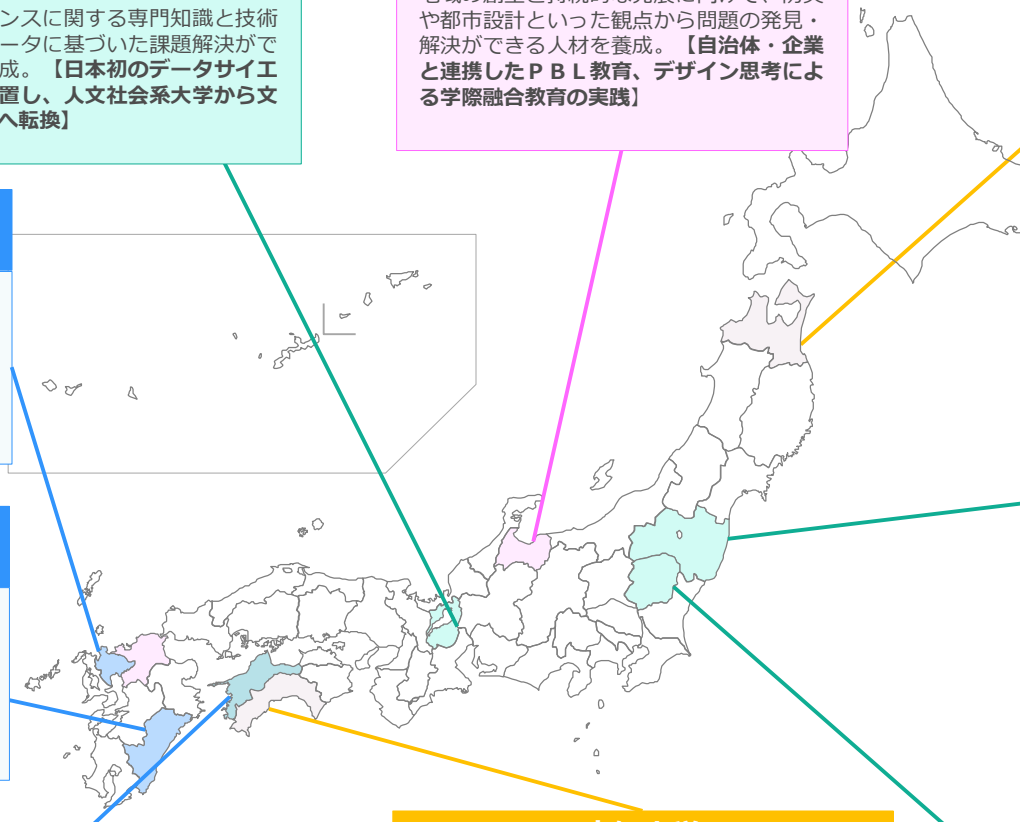 ンスに関する専門知識と技術
ータに基づいた課題解決がで
成。【日本初のデータサイエ
置し、人文社会系大学から文
へ転換】
や都市設計といった観点から問題の発見・
解決ができる人材を養成。【自治体・企業
と連携したＰＢＬ教育、デザイン思考によ
る学際融合教育の実践】